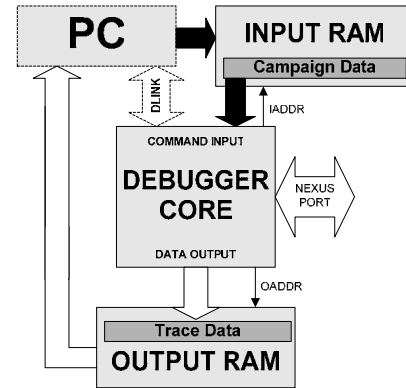 PC
INPUT RAM
Campaign Data
DLINK
IADDR
COMMAND INPUT
DEBUGGER
CORE
NEXUS
PORT
DATA OUTPUT
OADDR
Trace Data
OUTPUT RAM